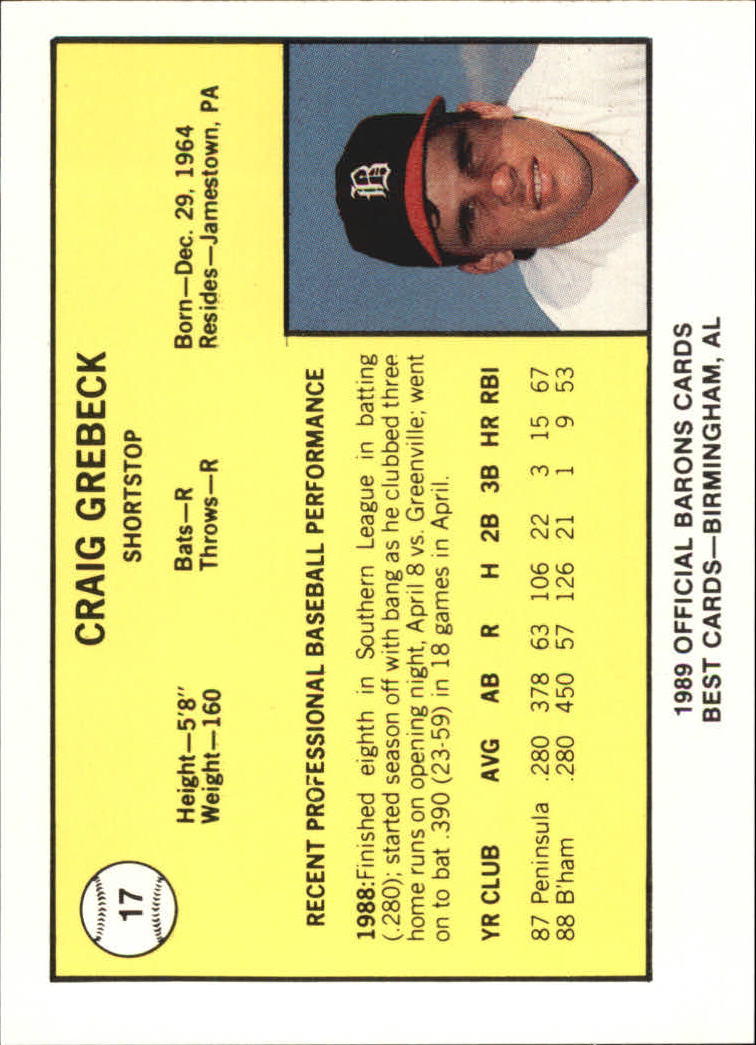 17
CRAIG GREBECK
SHORTSTOP
Height—5'8" Bats—R Born—Dec. 29, 1964
Weight—160 Throws—R Resides—Jamestown, PA
RECENT PROFESSIONAL BASEBALL PERFORMANCE
1988:Finished eighth in Southern League in batting
(.280); started season off with bang as he clubbed three
home runs on opening night, April 8 vs. Greenville; went
on to bat .390 (23-59) in 18 games in April.
YR CLUB AVG AB R H 2B 3B HR RBI
87 Peninsula .280 378 63 106 22 3 15 67
88 B'ham .280 450 57 126 21 1 9 53
B
1989 OFFICIAL BARONS CARDS
BEST CARDS—BIRMINGHAM, AL